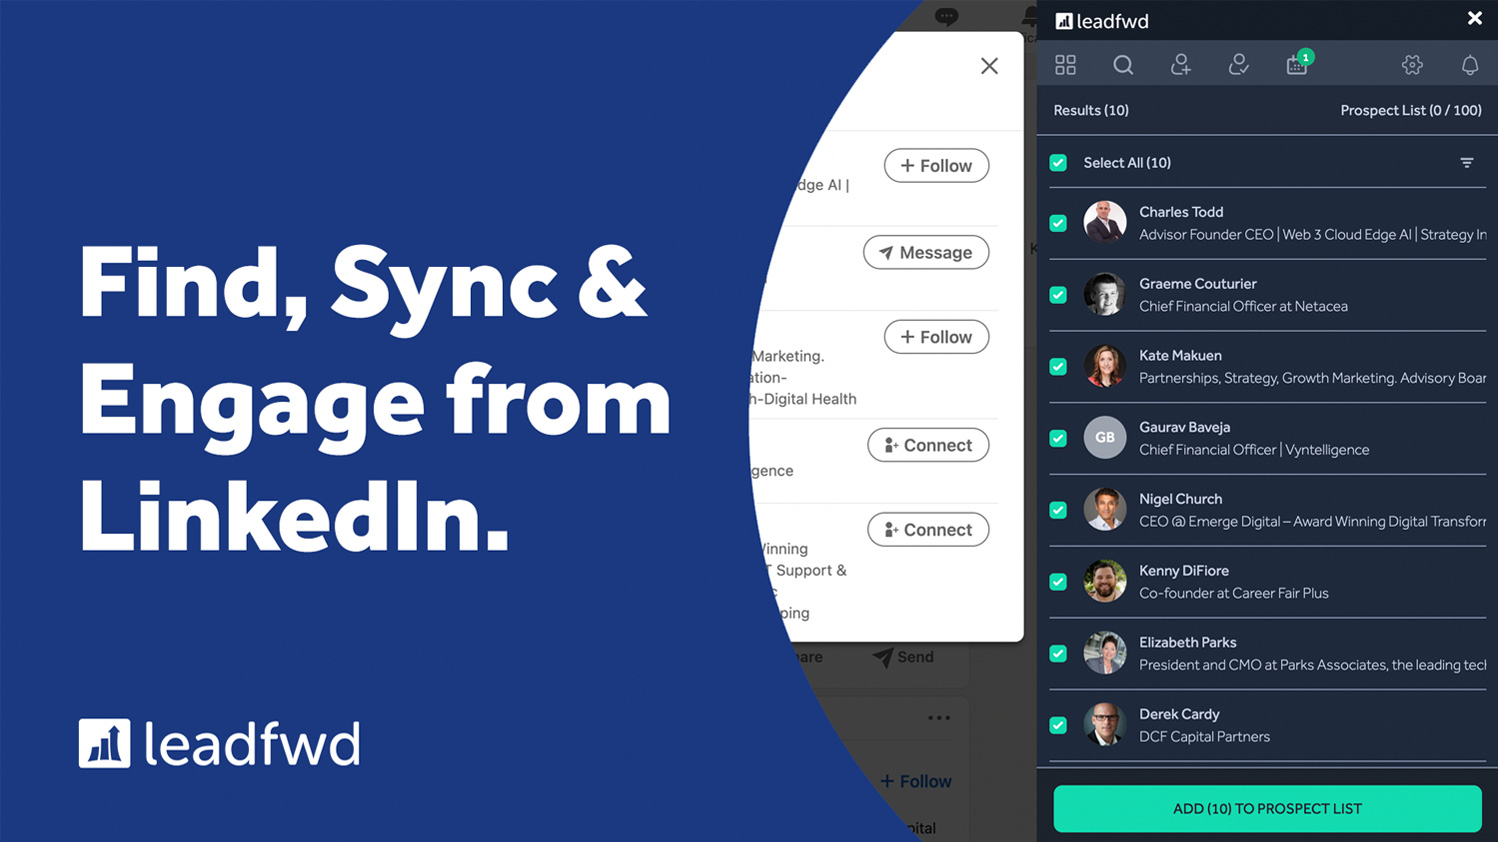 Find, Sync &
Engage from
LinkedIn.
leadfwd
+ Follow
dge AI |
Message
+ Follow
Marketing.
ation-
h-Digital Health
Connect
gence
Connect
inning
T Support &
ping
are
Send
+ Follow
pital
leadfwd
1
Results (10)
Prospect List (0 / 100)
Select All (10)
Charles Todd
Advisor Founder CEO | Web 3 Cloud Edge AI | Strategy In
Graeme Couturier
Chief Financial Officer at Netacea
Kate Makuen
Partnerships, Strategy, Growth Marketing. Advisory Boar
GB
Gaurav Baveja
Chief Financial Officer | Vyntelligence
Nigel Church
CEO @ Emerge Digital – Award Winning Digital Transfor
Kenny DiFiore
Co-founder at Career Fair Plus
Elizabeth Parks
President and CMO at Parks Associates, the leading tec
Derek Cardy
DCF Capital Partners
ADD (10) TO PROSPECT LIST